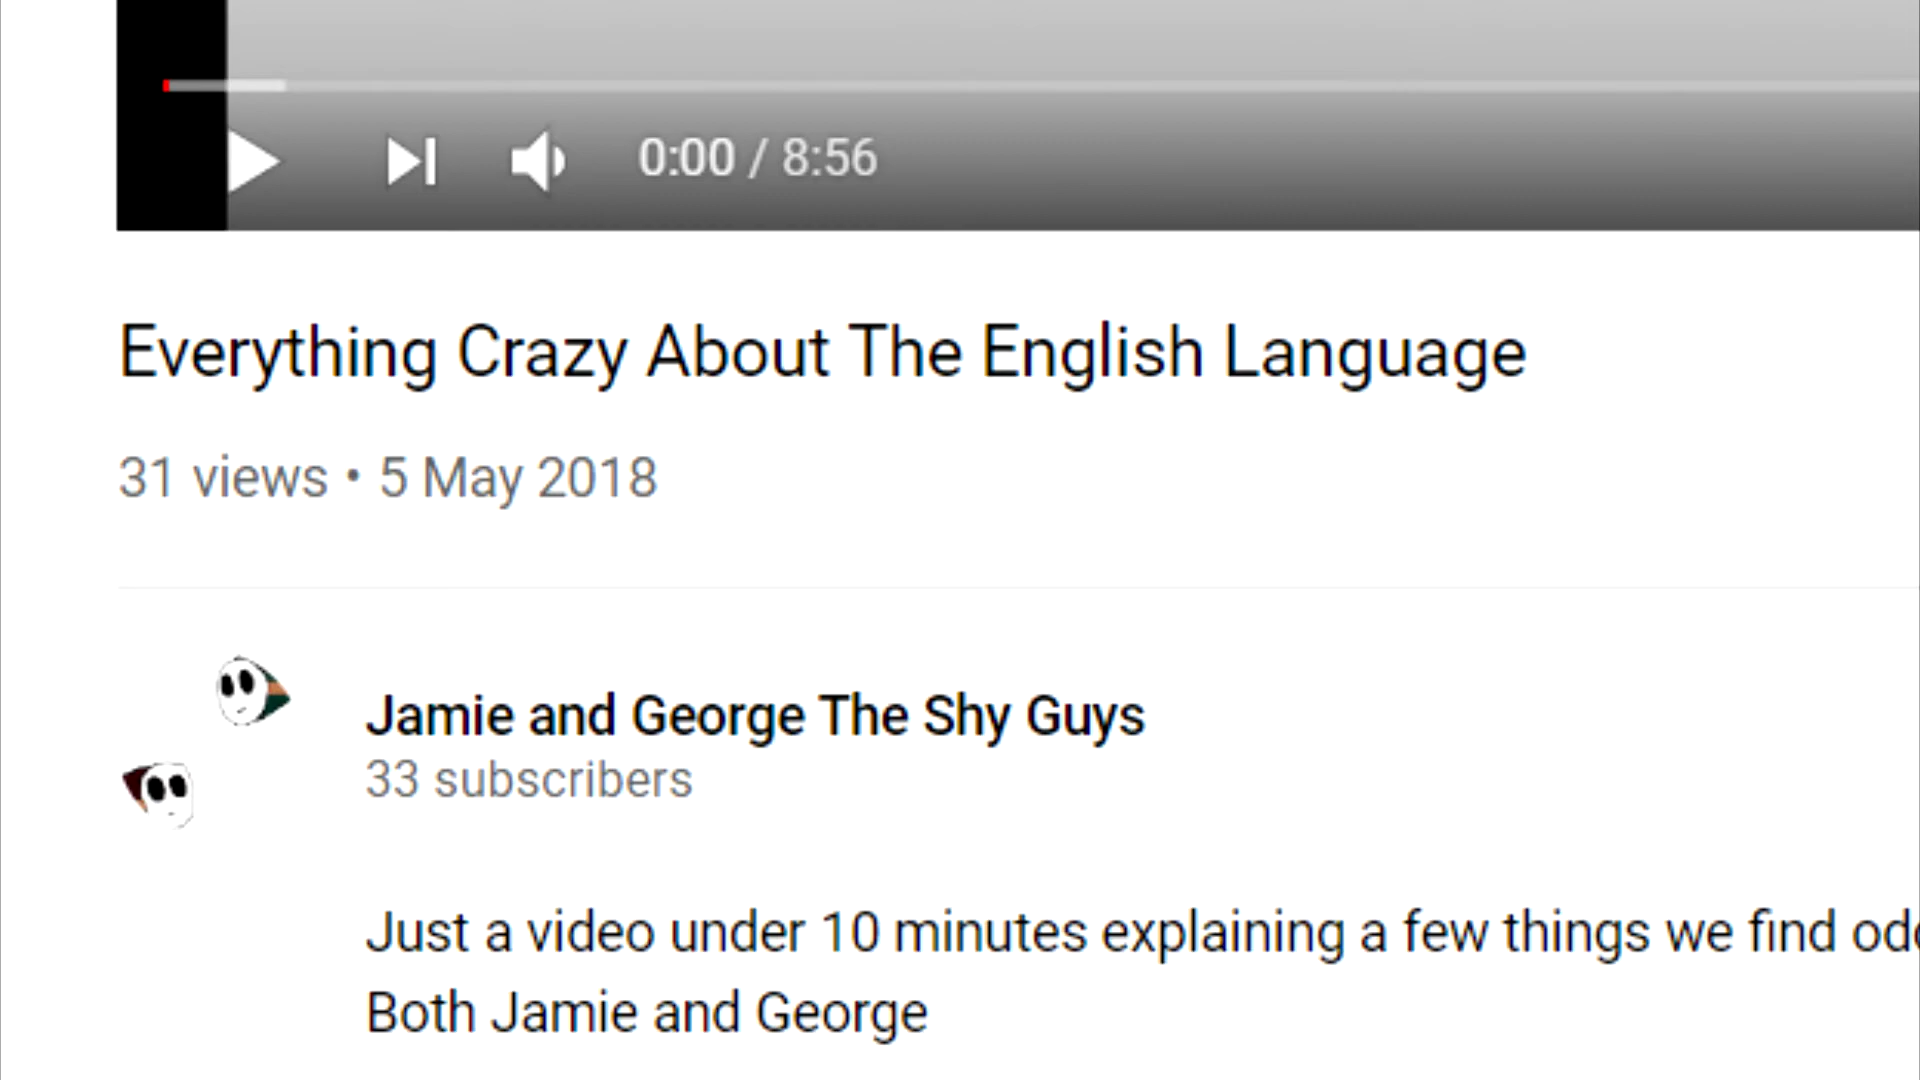 0:00 / 8:56
Everything Crazy About The English Language
31 views • 5 May 2018
Jamie and George The Shy Guys
33 subscribers
Just a video under 10 minutes explaining a few things we find
Both Jamie and George